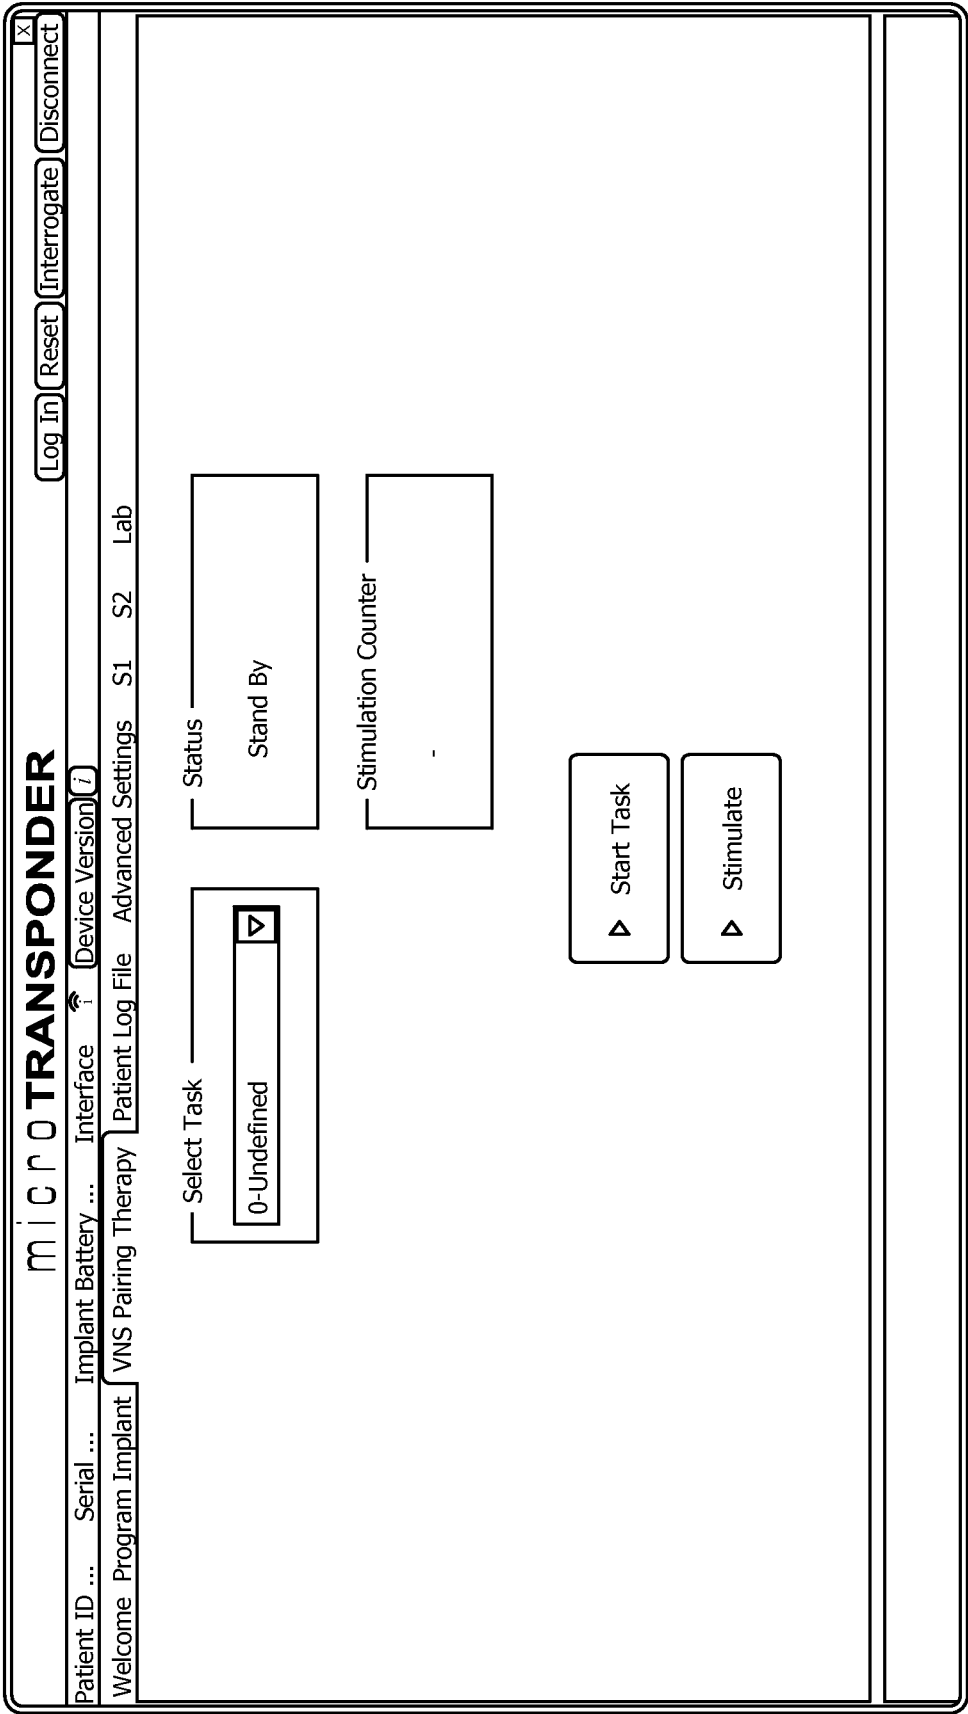 microTRANSPONDER
X
Log In Reset Interrogate Disconnect
Patient ID ... Serial ... Implant Battery ... Interface i Device Version i
Welcome Program Implant VNS Pairing Therapy Patient Log File Advanced Settings S1 S2 Lab
Select Task
0-Undefined
Status
Stand By
Stimulation Counter
-
Start Task
Stimulate